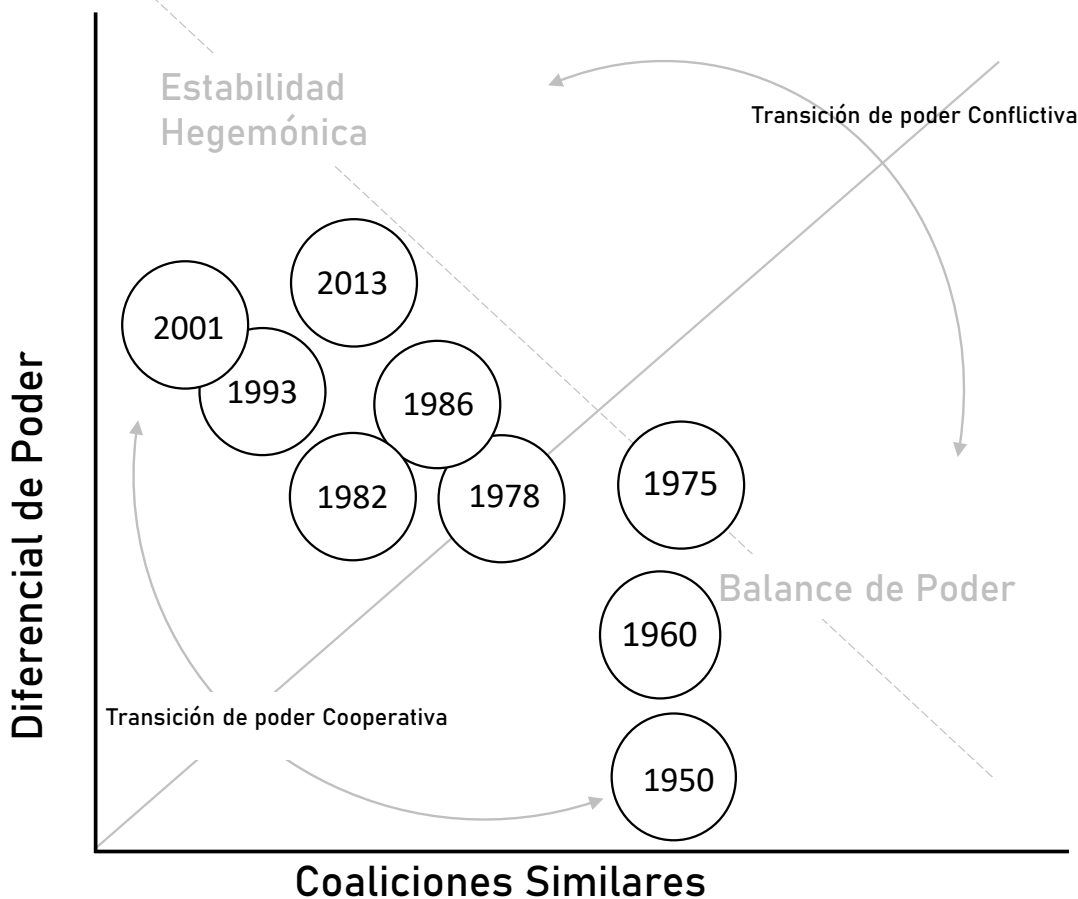 Estabilidad
Hegemónica
Transición de poder Conflictiva
2013
2001
1993
1986
1982
1978
1975
Diferencial de Poder
Balance de Poder
1960
Transición de poder Cooperativa
1950
Coaliciones Similares